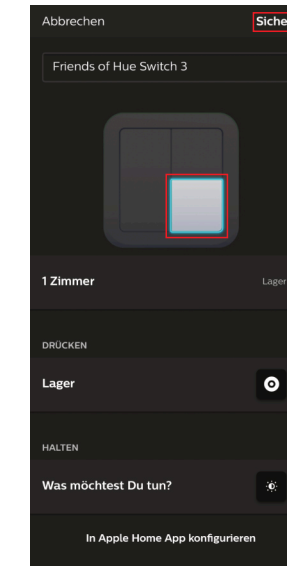 Abbrechen Siche
Friends of Hue Switch 3
1 Zimmer Lager
DRÜCKEN
Lager
HALTEN
Was möchtest Du tun?
In Apple Home App konfigurieren